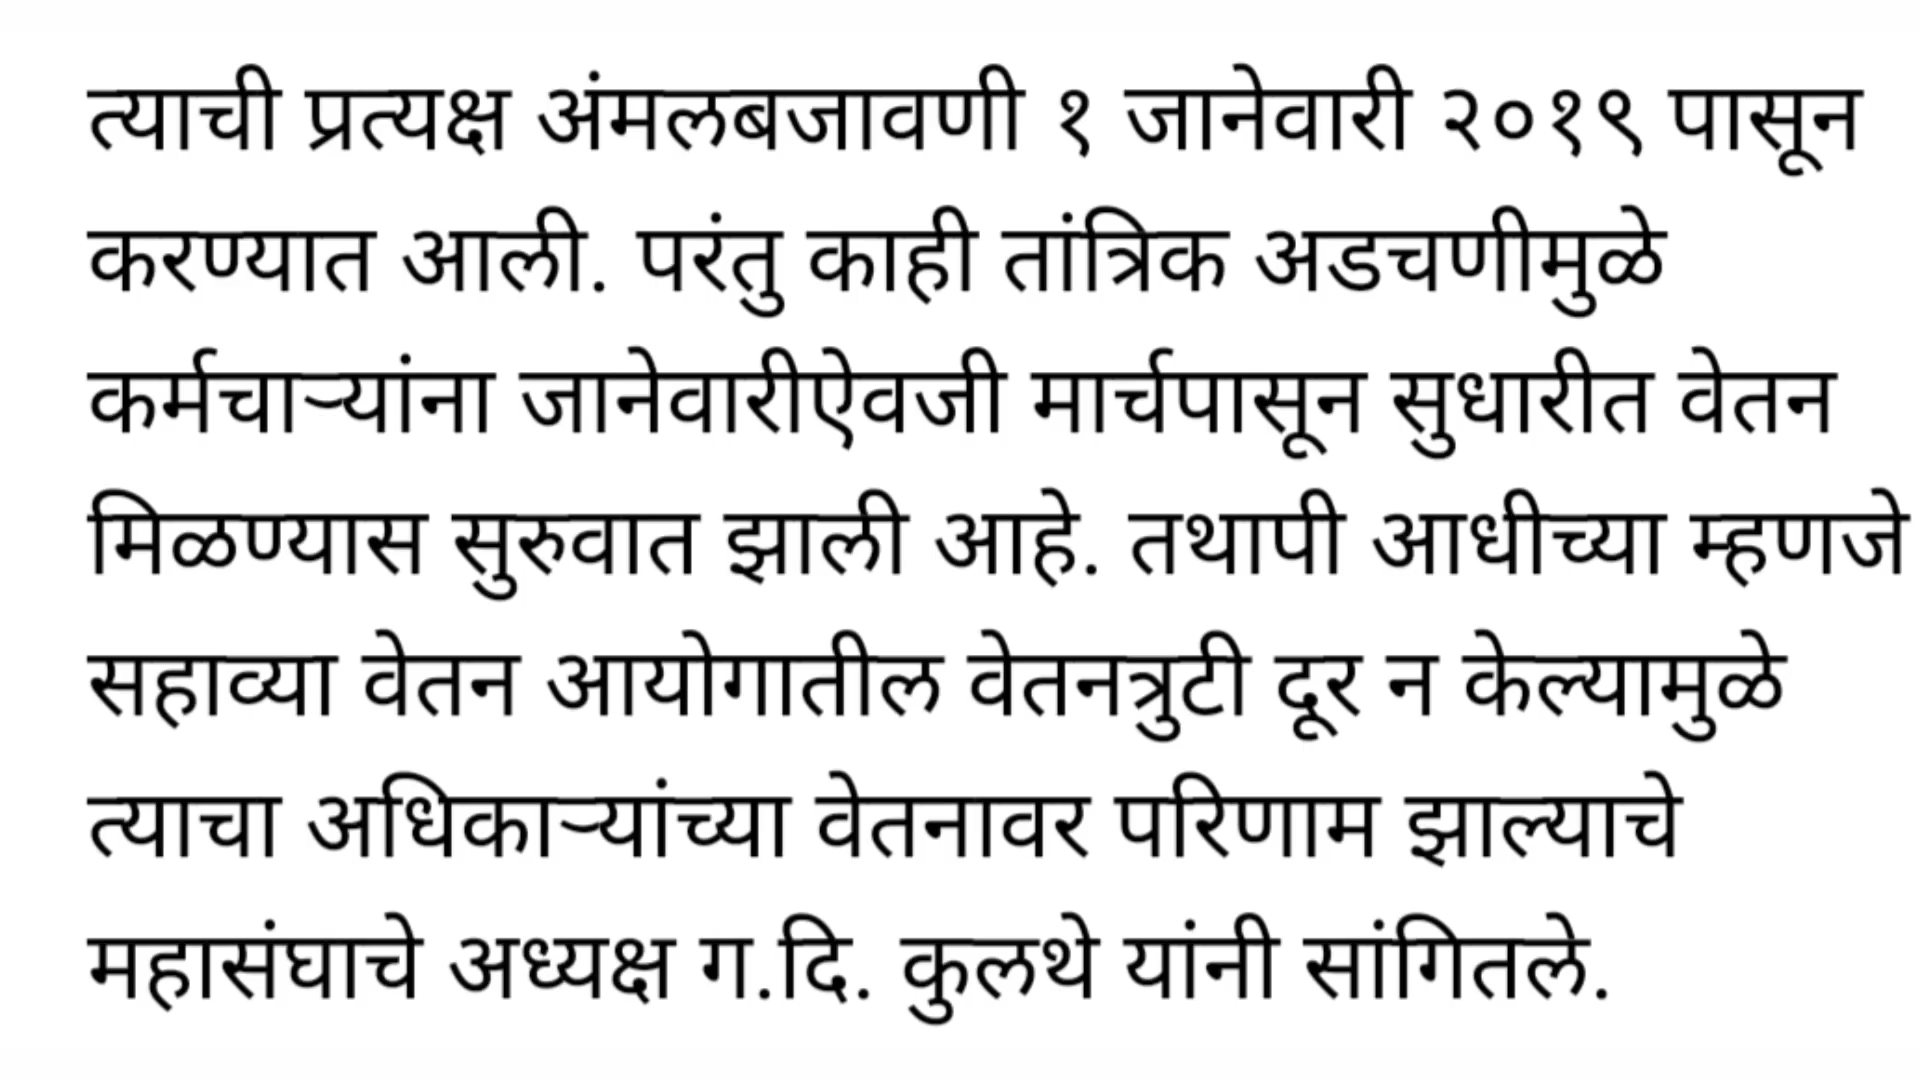 त्याची प्रत्यक्ष अंमलबजावणी १ जानेवारी २०१९ पासून
करण्यात आली. परंतु काही तांत्रिक अडचणीमुळे
कर्मचाऱ्यांना जानेवारीऐवजी मार्चपासून सुधारीत वेतन
मिळण्यास सुरुवात झाली आहे. तथापी आधीच्या म्हणजे
सहाव्या वेतन आयोगातील वेतनत्रुटी दूर न केल्यामुळे
त्याचा अधिकाऱ्यांच्या वेतनावर परिणाम झाल्याचे
महासंघाचे अध्यक्ष ग.दि. कुलथे यांनी सांगितले.